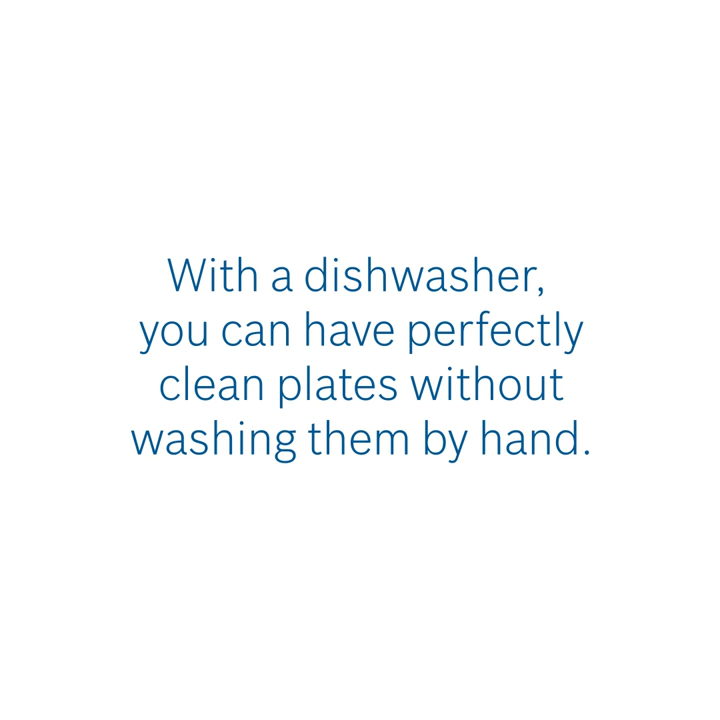 With a dishwasher,
you can have perfectly
clean plates without
washing them by hand.